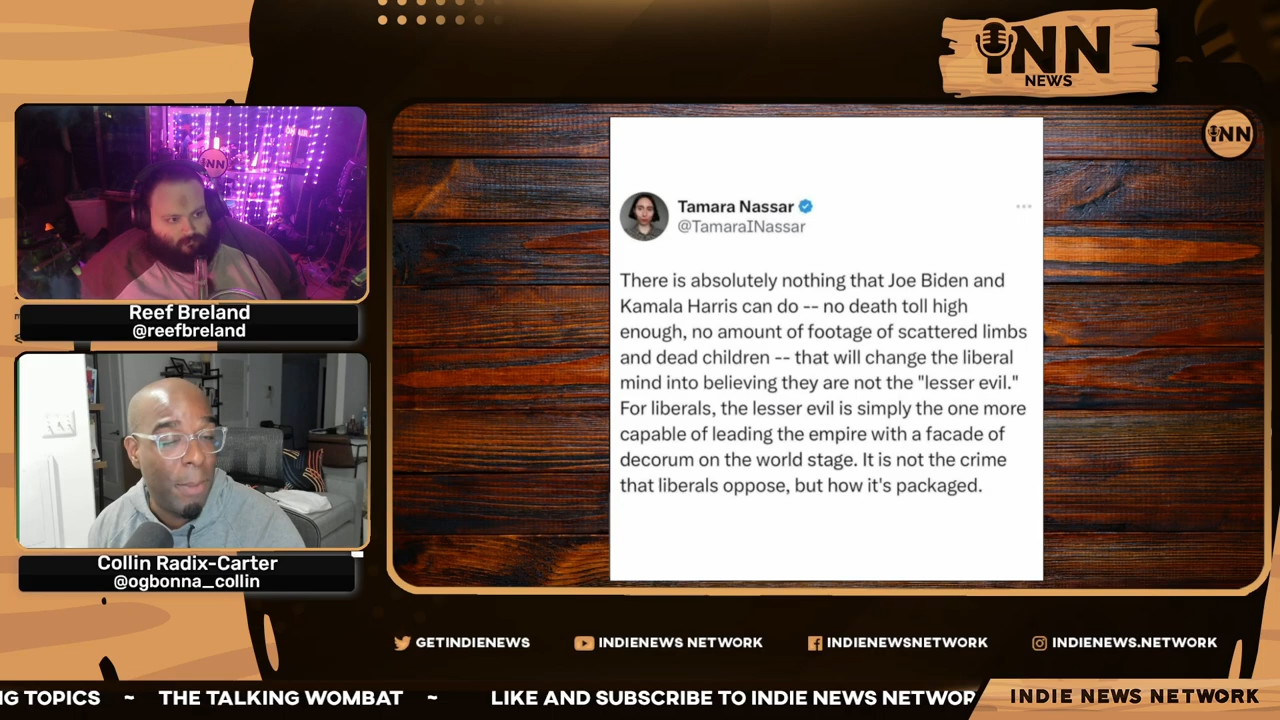 INN
NEWS
INN
INN
Reef Breland
@reefbreland
Collin Radix-Carter
@ogbonna_collin
Tamara Nassar
@TamaraINassar
There is absolutely nothing that Joe Biden and
Kamala Harris can do -- no death toll high
enough, no amount of footage of scattered limbs
and dead children -- that will change the liberal
mind into believing they are not the "lesser evil."
For liberals, the lesser evil is simply the one more
capable of leading the empire with a facade of
decorum on the world stage. It is not the crime
that liberals oppose, but how it's packaged.
GETINDIENEWS
INDIENEWS NETWORK
INDIENEWSNETWORK
INDIENEWS.NETWORK
NG TOPICS ~ THE TALKING WOMBAT ~ LIKE AND SUBSCRIBE TO INDIE NEWS NETWOR
INDIE NEWS NETWORK